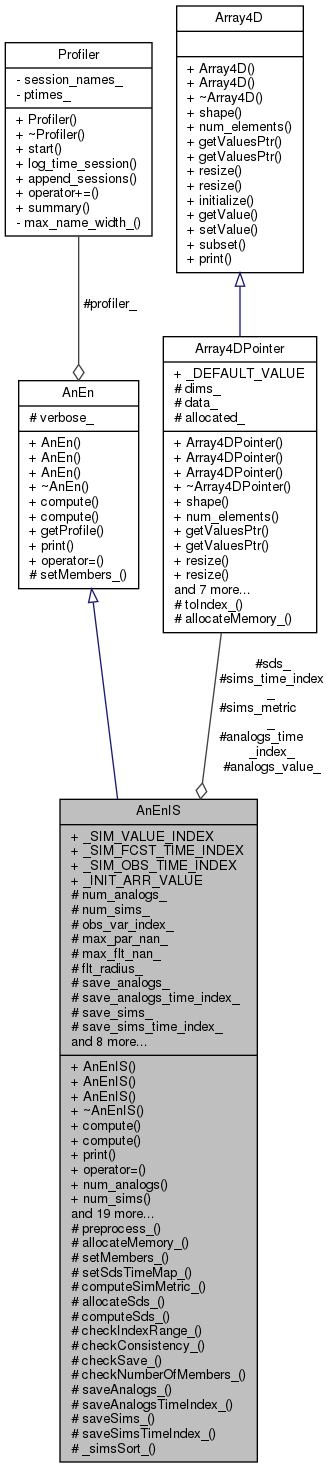 Array4D
+ Array4D()
+ Array4D()
+ ~Array4D()
+ shape()
+ num_elements()
+ getValuesPtr()
+ getValuesPtr()
+ resize()
+ resize()
+ initialize()
+ getValue()
+ setValue()
+ subset()
+ print()
Profiler
- session_names_
- ptimes_
+ Profiler()
+ ~Profiler()
+ start()
+ log_time_session()
+ append_sessions()
+ operator+=()
+ summary()
- max_name_width_()
#profiler_
Array4DPointer
+ _DEFAULT_VALUE
# dims_
# data_
# allocated_
+ Array4DPointer()
+ Array4DPointer()
+ Array4DPointer()
+ ~Array4DPointer()
+ shape()
+ num_elements()
+ getValuesPtr()
+ getValuesPtr()
+ resize()
+ resize()
and 7 more...
# toIndex_()
# allocateMemory_()
AnEn
# verbose_
+ AnEn()
+ AnEn()
+ AnEn()
+ ~AnEn()
+ compute()
+ compute()
+ getProfile()
+ print()
+ operator=()
# setMembers_()
#sds_
#sims_time_index
_
#sims_metric
_
#analogs_time
_index_
#analogs_value_
AnEnIS
+ _SIM_VALUE_INDEX
+ _SIM_FCST_TIME_INDEX
+ _SIM_OBS_TIME_INDEX
+ _INIT_ARR_VALUE
# num_analogs_
# num_sims_
# obs_var_index_
# max_par_nan_
# max_flt_nan_
# flt_radius_
# save_analogs_
# save_analogs_time_index_
# save_sims_
# save_sims_time_index_
and 8 more...
+ AnEnIS()
+ AnEnIS()
+ AnEnIS()
+ ~AnEnIS()
+ compute()
+ compute()
+ print()
+ operator=()
+ num_analogs()
+ num_sims()
and 19 more...
# preprocess_()
# allocateMemory_()
# setMembers_()
# setSdsTimeMap_()
# computeSimMetric_()
# allocateSds_()
# computeSds_()
# checkIndexRange_()
# checkConsistency_()
# checkSave_()
# checkNumberOfMembers_()
# saveAnalogs_()
# saveAnalogsTimeIndex_()
# saveSims_()
# saveSimsTimeIndex_()
# _simsSort_()